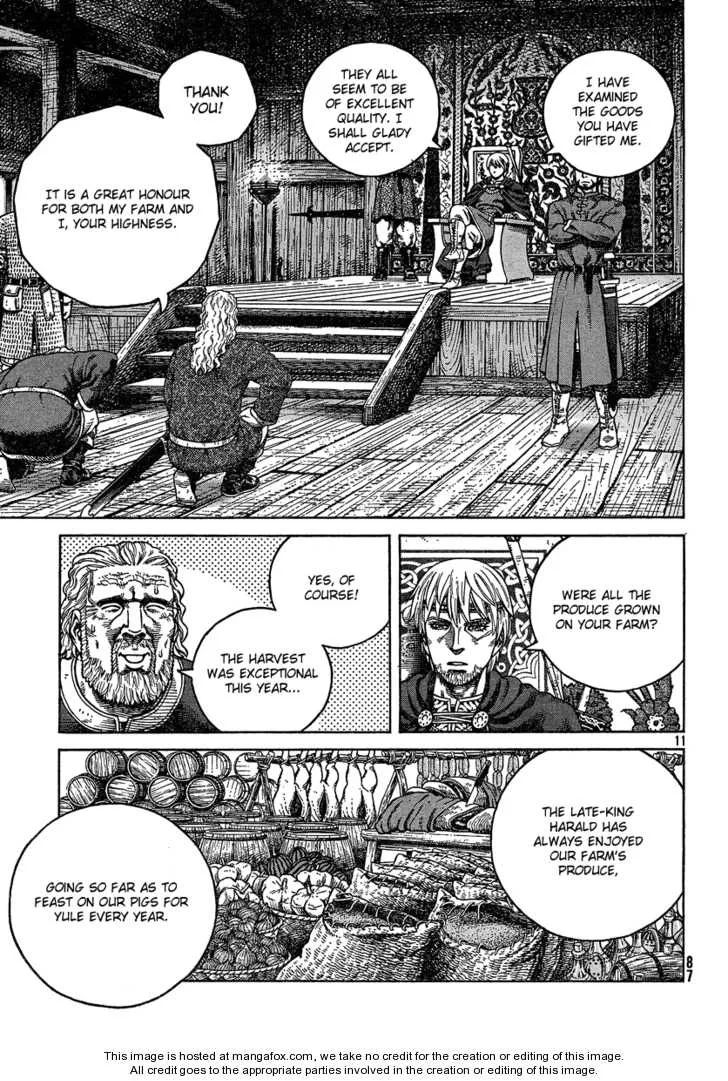 I HAVE
EXAMINED
THE GOODS
YOU HAVE
GIFTED ME.
THEY ALL
SEEM TO BE
OF EXCELLENT
QUALITY. I
SHALL GLADY
ACCEPT.
THANK
YOU!
IT IS A GREAT HONOUR
FOR BOTH MY FARM AND
I, YOUR HIGHNESS.
WERE ALL THE
PRODUCE GROWN
ON YOUR FARM?
YES, OF
COURSE!
THE HARVEST
WAS EXCEPTIONAL
THIS YEAR...
11
THE LATE-KING
HARALD HAS
ALWAYS ENJOYED
OUR FARM'S
PRODUCE,
GOING SO FAR AS TO
FEAST ON OUR PIGS FOR
YULE EVERY YEAR.
87
This image is hosted at mangafox.com, we take no credit for the creation or editing of this image.
All credit goes to the appropriate parties involved in the creation or editing of this image.